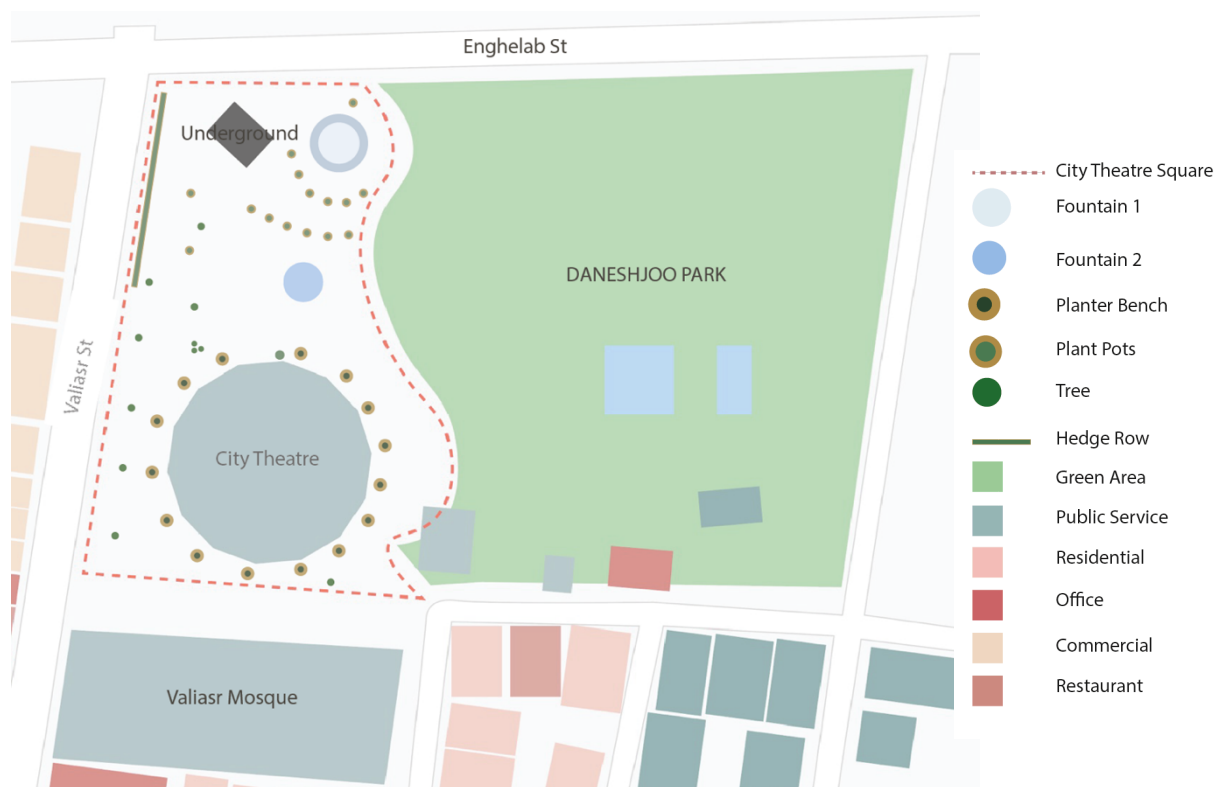 Enghelab St
Underground
DANESHJOO PARK
Valiasr St
City Theatre
Valiasr Mosque
City Theatre Square
Fountain 1
Fountain 2
Planter Bench
Plant Pots
Tree
Hedge Row
Green Area
Public Service
Residential
Office
Commercial
Restaurant